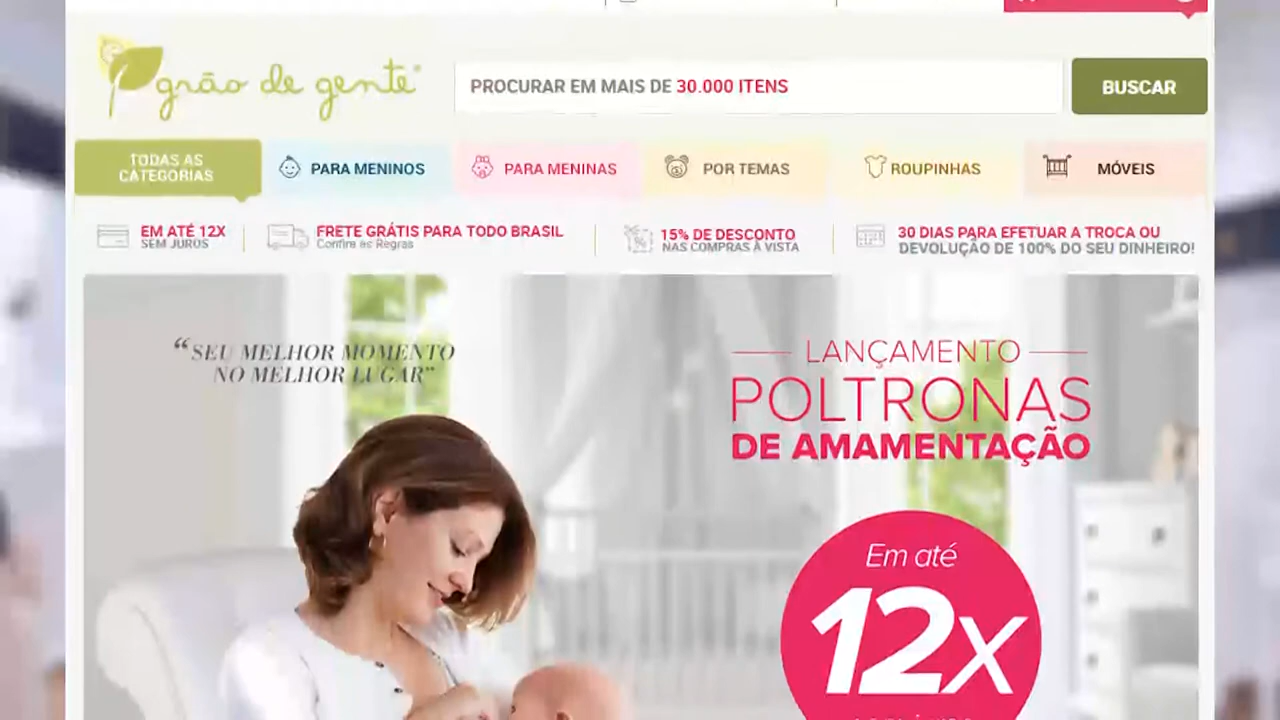 grão de gente
PROCURAR EM MAIS DE 30.000 ITENS
BUSCAR
TODAS AS
CATEGORIAS
PARA MENINOS
PARA MENINAS
POR TEMAS
ROUPINHAS
MÓVEIS
EM ATÉ 12X
SEM JUROS
FRETE GRÁTIS PARA TODO BRASIL
Confira as Regras
15% DE DESCONTO
NAS COMPRAS À VISTA
30 DIAS PARA EFETUAR A TROCA OU
DEVOLUÇÃO DE 100% DO SEU DINHEIRO!
“SEU MELHOR MOMENTO
NO MELHOR LUGAR”
LANÇAMENTO
POLTRONAS
DE AMAMENTAÇÃO
Em até
12x